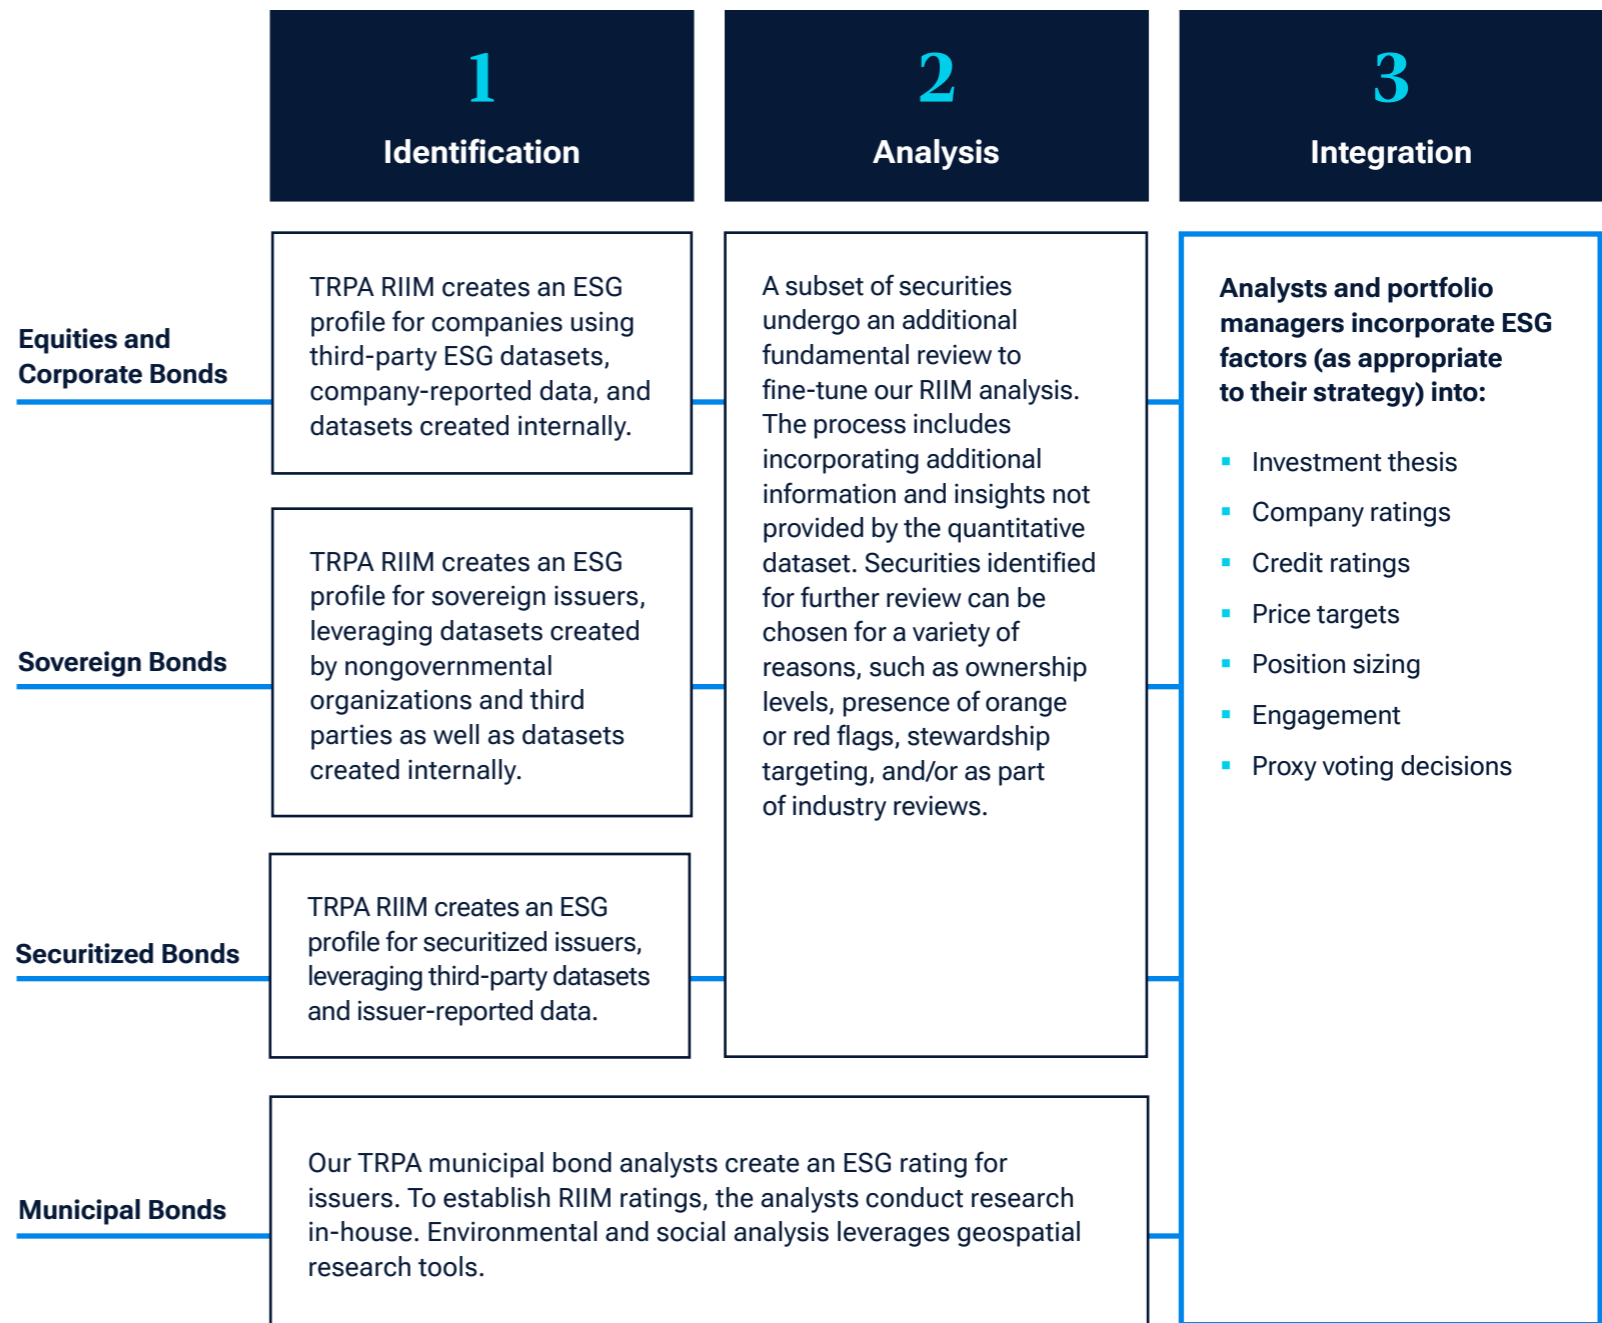 1
Identification
2
Analysis
3
Integration
Equities and
Corporate Bonds
TRPA RIIM creates an ESG
profile for companies using
third-party ESG datasets,
company-reported data, and
datasets created internally.
Sovereign Bonds
TRPA RIIM creates an ESG
profile for sovereign issuers,
leveraging datasets created
by nongovernmental
organizations and third
parties as well as datasets
created internally.
Securitized Bonds
TRPA RIIM creates an ESG
profile for securitized issuers,
leveraging third-party datasets
and issuer-reported data.
A subset of securities
undergo an additional
fundamental review to
fine-tune our RIIM analysis.
The process includes
incorporating additional
information and insights not
provided by the quantitative
dataset. Securities identified
for further review can be
chosen for a variety of
reasons, such as ownership
levels, presence of orange
or red flags, stewardship
targeting, and/or as part
of industry reviews.
Municipal Bonds
Our TRPA municipal bond analysts create an ESG rating for
issuers. To establish RIIM ratings, the analysts conduct research
in-house. Environmental and social analysis leverages geospatial
research tools.
Analysts and portfolio
managers incorporate ESG
factors (as appropriate
to their strategy) into:
▪ Investment thesis
▪ Company ratings
▪ Credit ratings
▪ Price targets
▪ Position sizing
▪ Engagement
▪ Proxy voting decisions